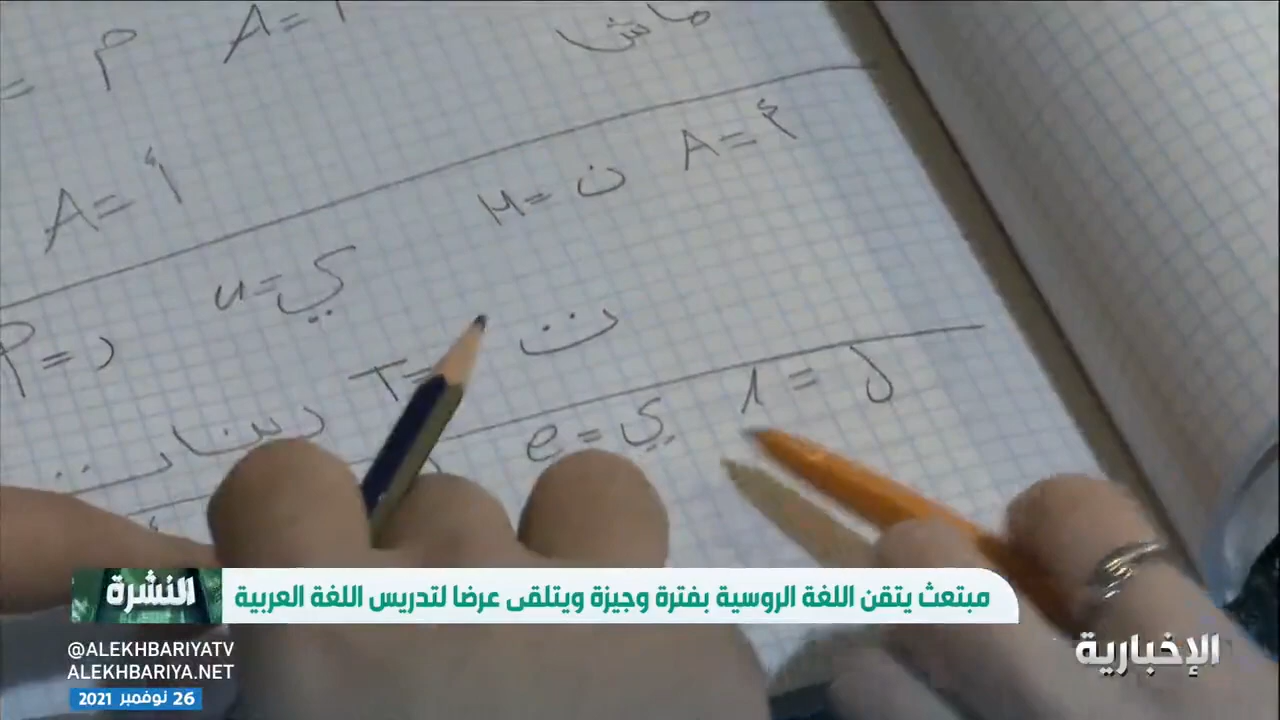 ماش
A = أ
م =
A = أ
и = ن
A = أ
и = ي
ت = T
P = د
л = ل
e = ي
دينار
النشرة
مبتعث يتقن اللغة الروسية بفترة وجيزة ويتلقى عرضا لتدريس اللغة العربية
@ALEKHBARIYATV
ALEKHBARIYA.NET
26 نوفمبر 2021
الإخبارية